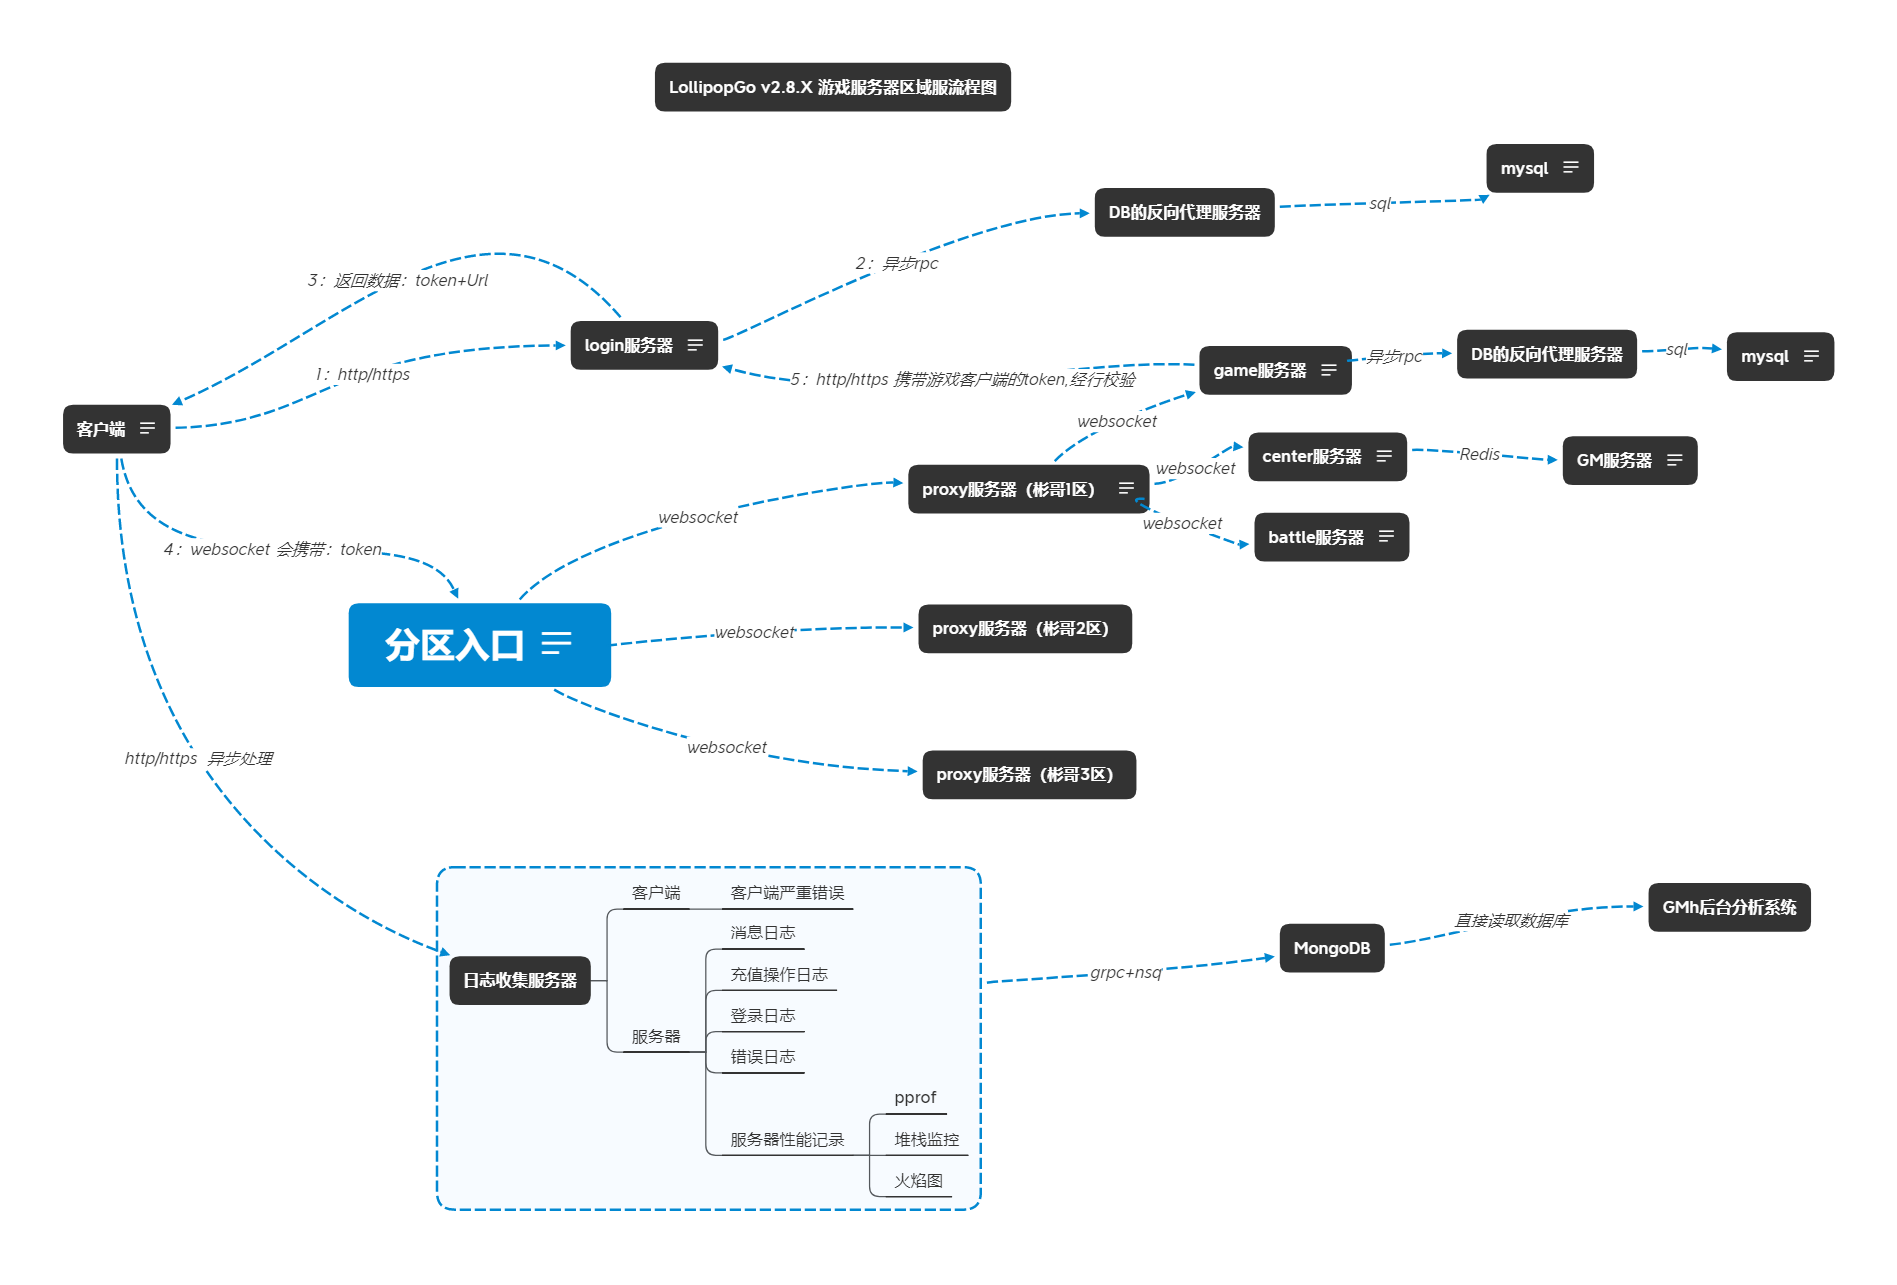 LollipopGo v2.8.X 游戏服务器区域服流程图
mysql
DB的反向代理服务器
sql
2：异步rpc
3：返回数据：token+Url
login服务器
1：http/https
客户端
5：http/https 携带游戏客户端的token,经行校验
game服务器
异步rpc
DB的反向代理服务器
sql
mysql
websocket
websocket
center服务器
Redis
GM服务器
proxy服务器（彬哥1区）
websocket
battle服务器
websocket
4：websocket 会携带：token
分区入口
websocket
proxy服务器（彬哥2区）
websocket
proxy服务器（彬哥3区）
http/https  异步处理
日志收集服务器
客户端
客户端严重错误
服务器
消息日志
充值操作日志
登录日志
错误日志
服务器性能记录
pprof
堆栈监控
火焰图
grpc+nsq
MongoDB
直接读取数据库
GMh后台分析系统